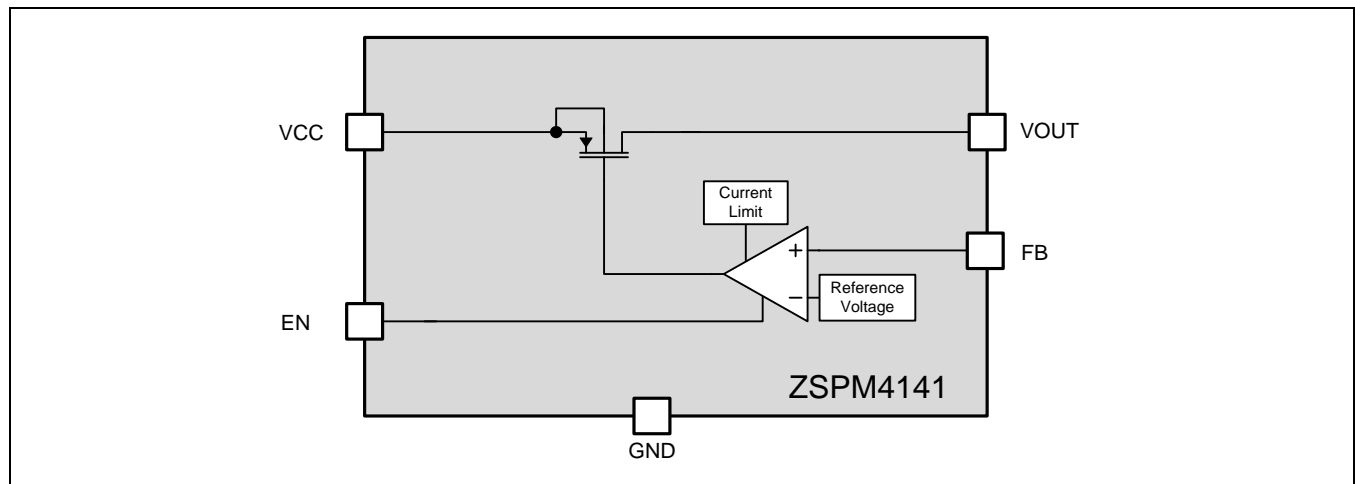 VCC
VOUT
Current
Limit
+
FB
−
Reference
Voltage
EN
ZSPM4141
GND